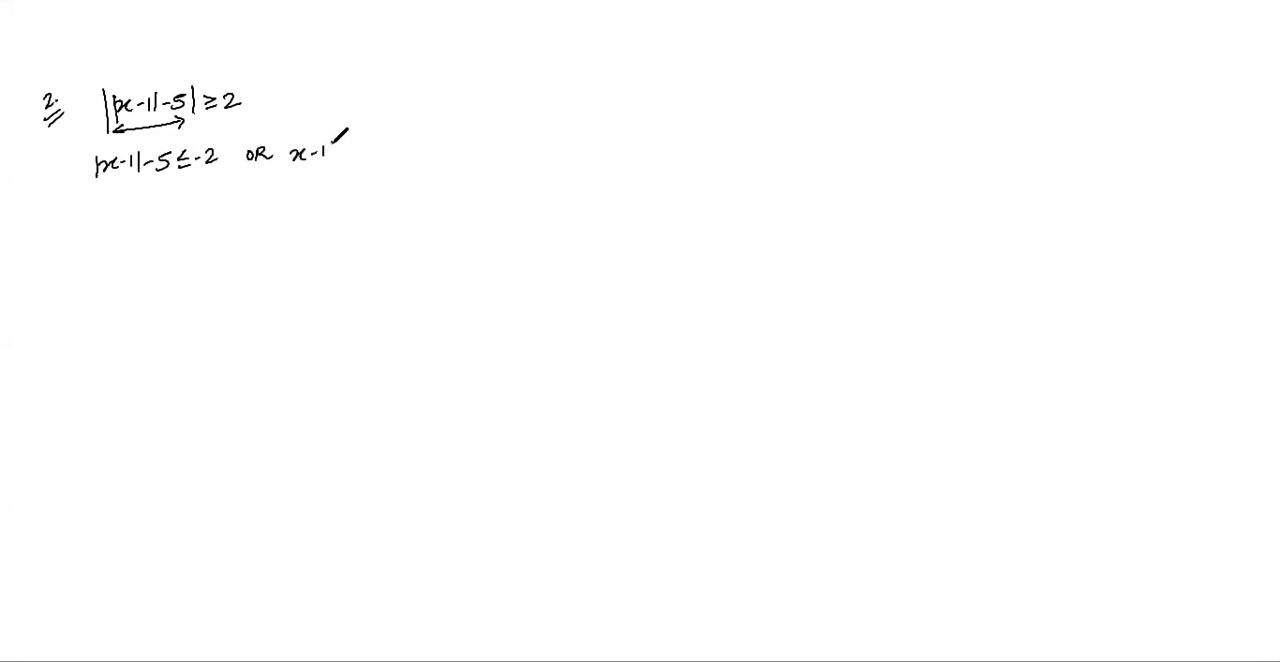 2. ||x-1|-5| ≥ 2
|x-1|-5 ≤ -2 OR x-1